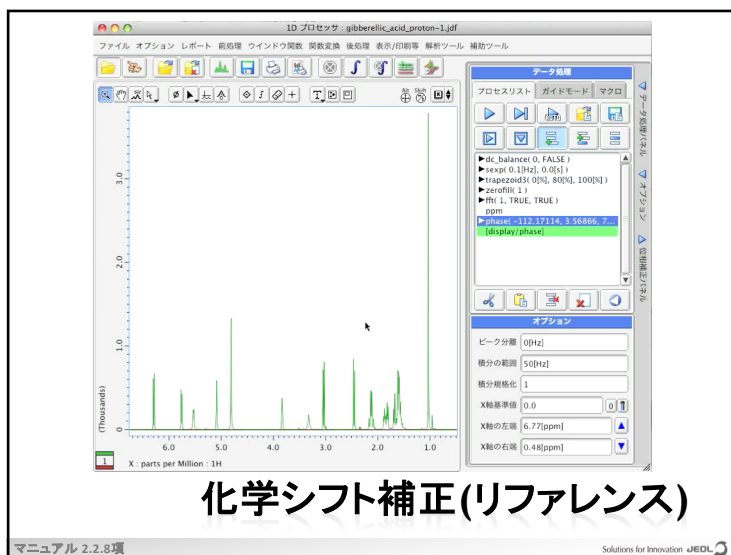 1D プロセッサ : gibberellic_acid_proton-1.jdf
ファイル オプション レポート 前処理 ウインドウ関数 関数変換 後処理 表示/印刷等 解析ツール 補助ツール
Alt Shift
3.0
2.0
1.0
0
(Thousands)
6.0 5.0 4.0 3.0 2.0 1.0
X : parts per Million : 1H
1
データ処理
プロセスリスト ガイドモード マクロ
dc_balance( 0, FALSE )
sexp( 0.1[Hz], 0.0[s] )
trapezoid3( 0[%], 80[%], 100[%] )
zerofill( 1 )
fft( 1, TRUE, TRUE )
ppm
phase( -112.17114, 3.56866, 7...
[display/phase]
オプション
ピーク分離 0[Hz]
積分の範囲 50[Hz]
積分規格化 1
X軸基準値 0.0 0
X軸の左端 6.77[ppm]
X軸の右端 0.48[ppm]
データ処理パネル
オプション
位相補正パネル
化学シフト補正(リファレンス)
マニュアル 2.2.8項
Solutions for Innovation JEOL